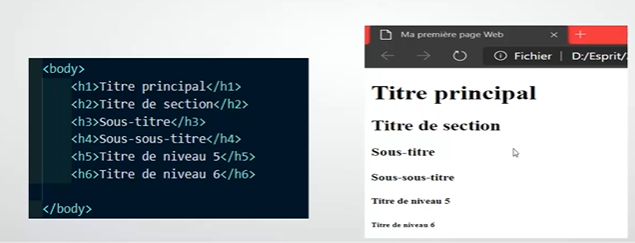 <body>
<h1>Titre principal</h1>
<h2>Titre de section</h2>
<h3>Sous-titre</h3>
<h4>Sous-sous-titre</h4>
<h5>Titre de niveau 5</h5>
<h6>Titre de niveau 6</h6>
</body>
Ma première page Web
Fichier | D:/Esprit/
Titre principal
Titre de section
Sous-titre
Sous-sous-titre
Titre de niveau 5
Titre de niveau 6